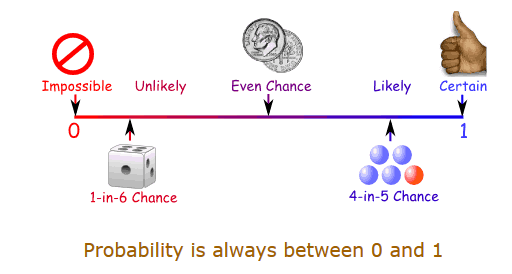 Impossible Unlikely Even Chance Likely Certain
0 1
1-in-6 Chance 4-in-5 Chance
Probability is always between 0 and 1